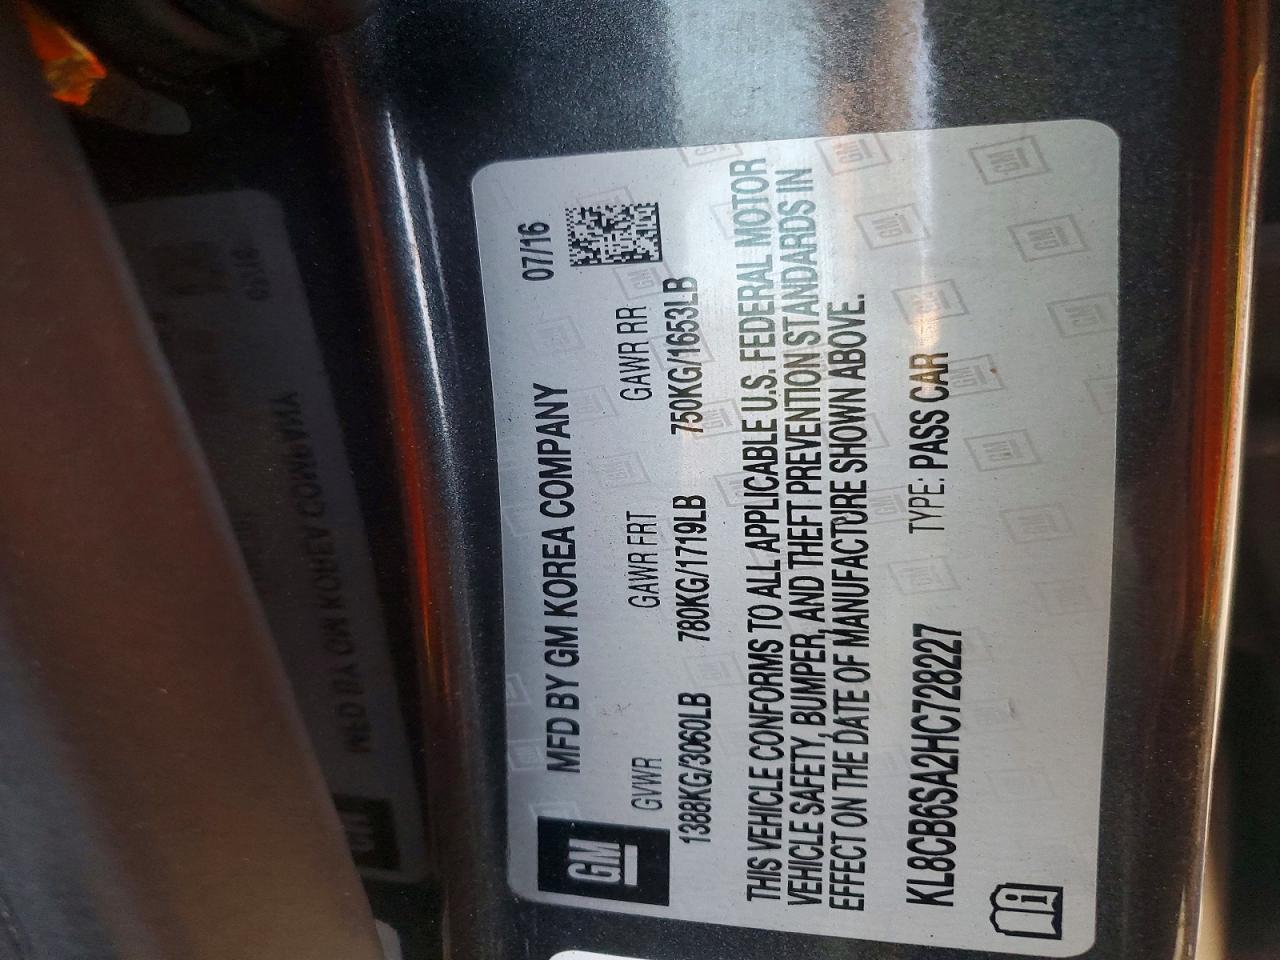 GM
MFD BY GM KOREA COMPANY 07/16
GVWR GAWR FRT GAWR RR
1388KG/3060LB 780KG/1719LB 750KG/1653LB
THIS VEHICLE CONFORMS TO ALL APPLICABLE U.S. FEDERAL MOTOR
VEHICLE SAFETY, BUMPER, AND THEFT PREVENTION STANDARDS IN
EFFECT ON THE DATE OF MANUFACTURE SHOWN ABOVE.
KL8CB6SA2HC728227 TYPE: PASS CAR